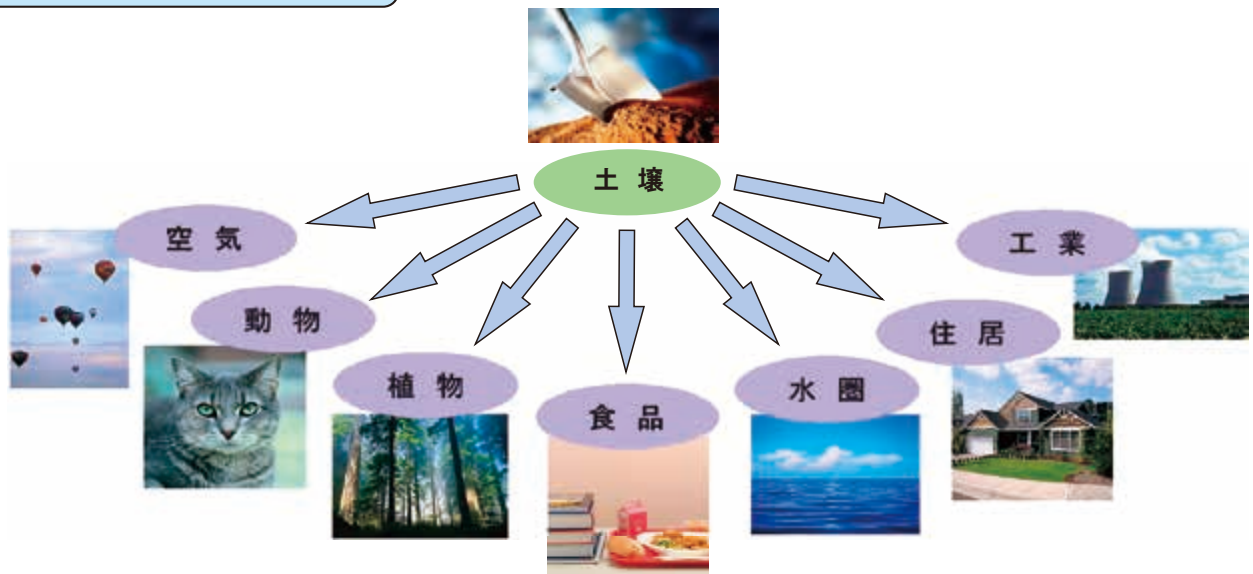 土壌
空気
動物
植物
食品
水圏
住居
工業